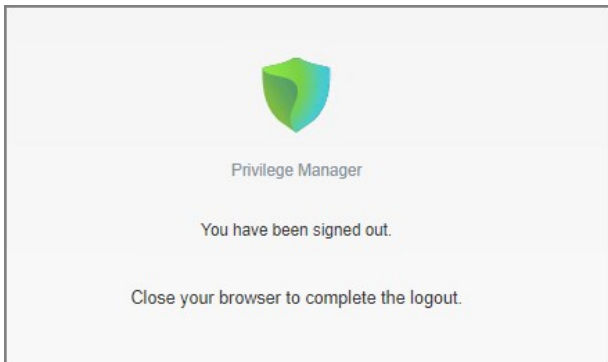 Privilege Manager
You have been signed out.
Close your browser to complete the logout.